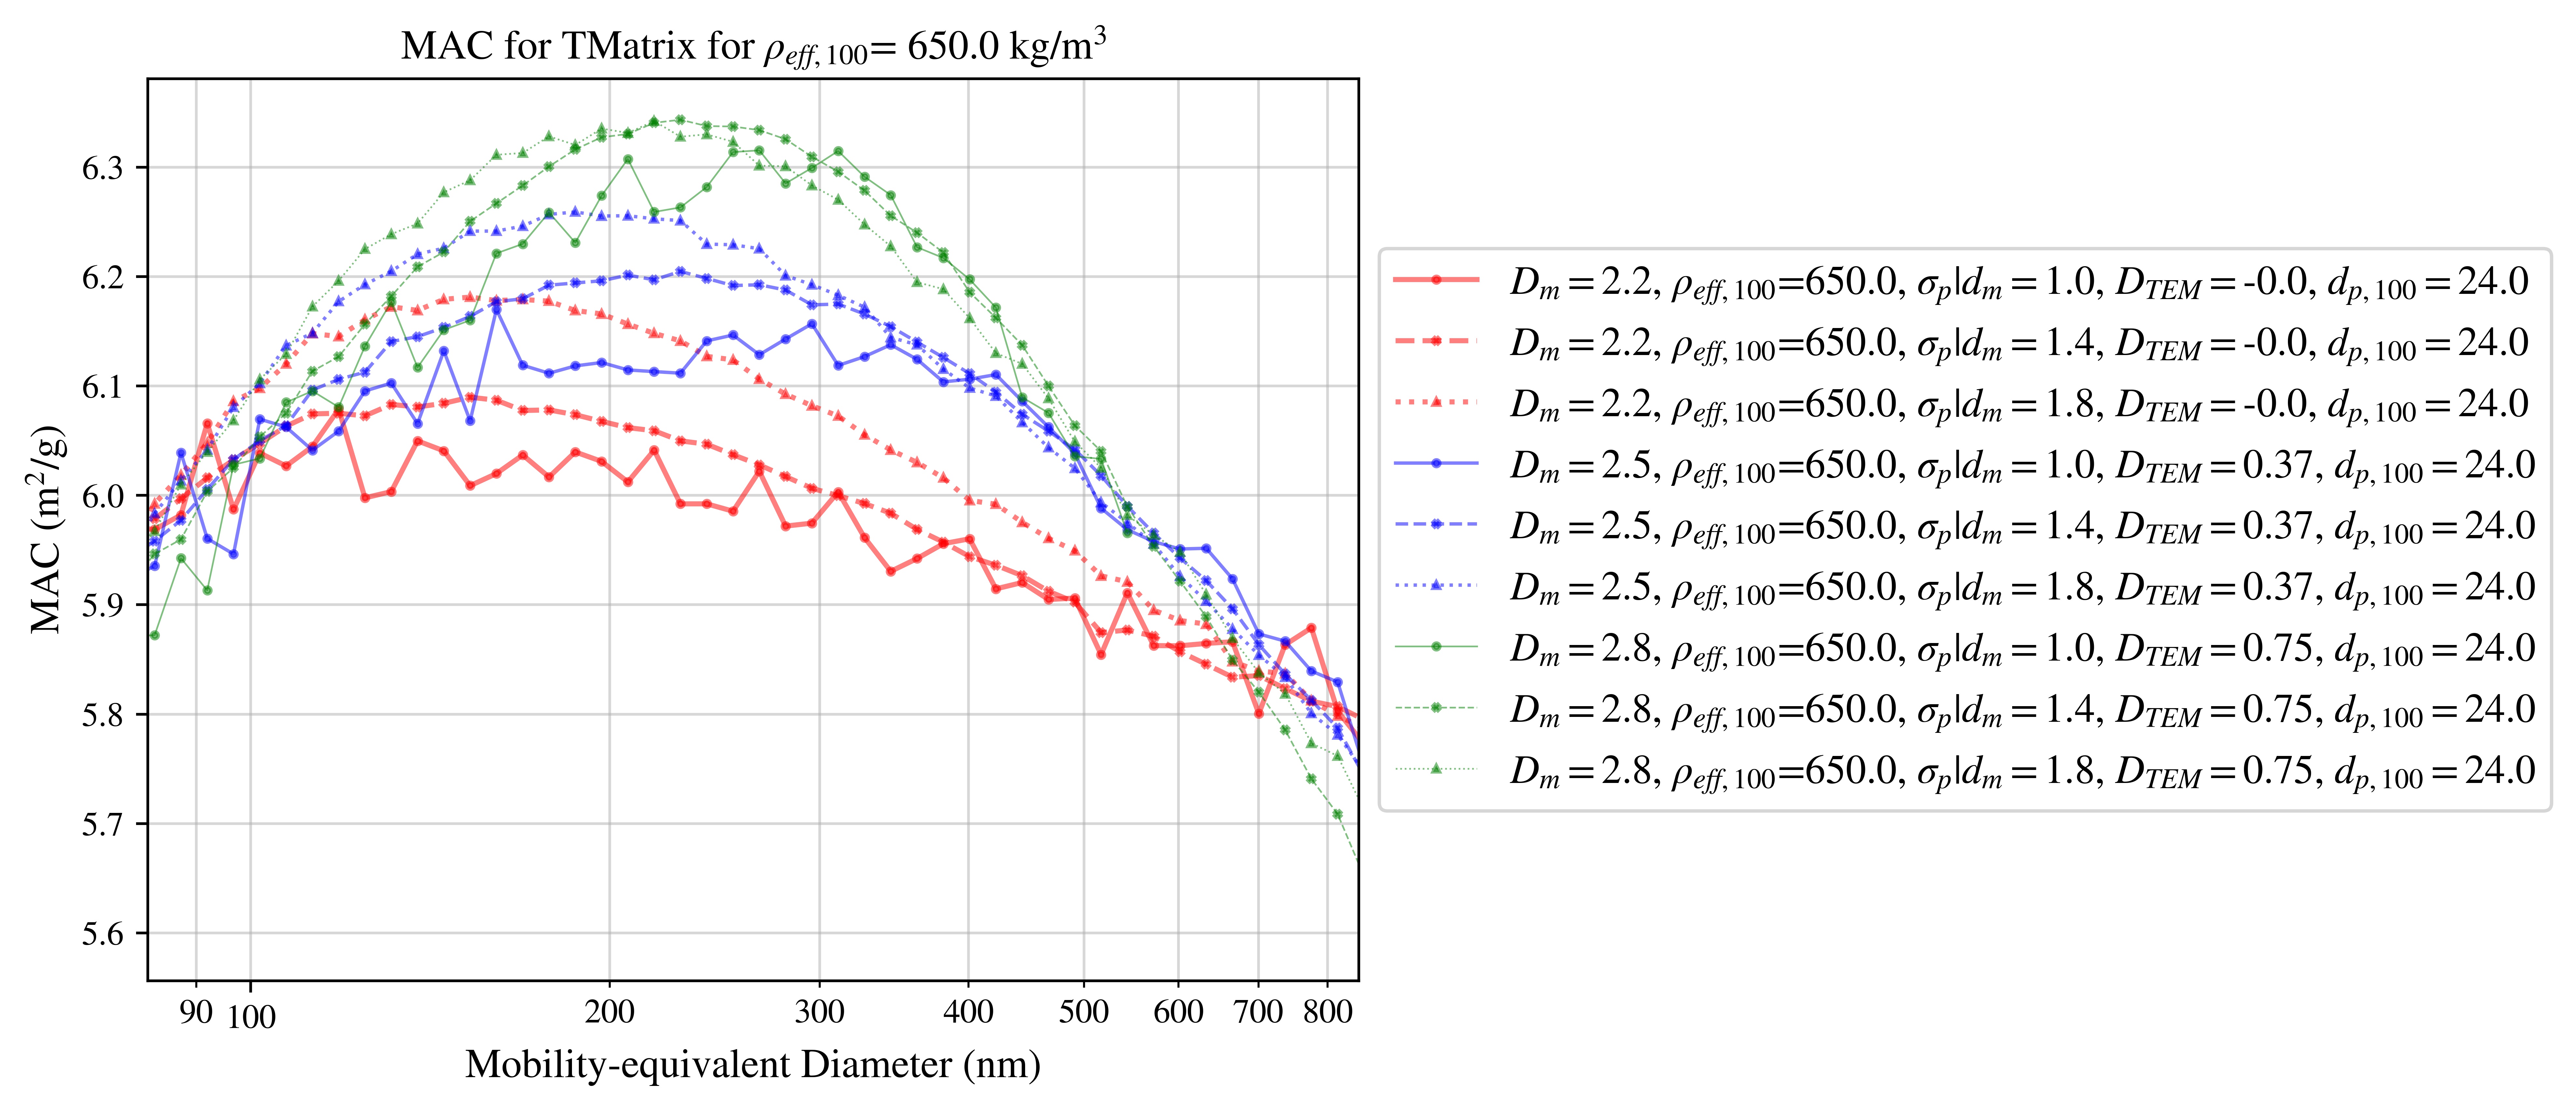 MAC for TMatrix for ρeff,100= 650.0 kg/m³
MAC (m²/g)
6.3
6.2
6.1
6.0
5.9
5.8
5.7
5.6
90 100 200 300 400 500 600 700 800
Mobility-equivalent Diameter (nm)
Dm = 2.2, ρeff,100=650.0, σp|dm = 1.0, DTEM = -0.0, dp,100 = 24.0
Dm = 2.2, ρeff,100=650.0, σp|dm = 1.4, DTEM = -0.0, dp,100 = 24.0
Dm = 2.2, ρeff,100=650.0, σp|dm = 1.8, DTEM = -0.0, dp,100 = 24.0
Dm = 2.5, ρeff,100=650.0, σp|dm = 1.0, DTEM = 0.37, dp,100 = 24.0
Dm = 2.5, ρeff,100=650.0, σp|dm = 1.4, DTEM = 0.37, dp,100 = 24.0
Dm = 2.5, ρeff,100=650.0, σp|dm = 1.8, DTEM = 0.37, dp,100 = 24.0
Dm = 2.8, ρeff,100=650.0, σp|dm = 1.0, DTEM = 0.75, dp,100 = 24.0
Dm = 2.8, ρeff,100=650.0, σp|dm = 1.4, DTEM = 0.75, dp,100 = 24.0
Dm = 2.8, ρeff,100=650.0, σp|dm = 1.8, DTEM = 0.75, dp,100 = 24.0